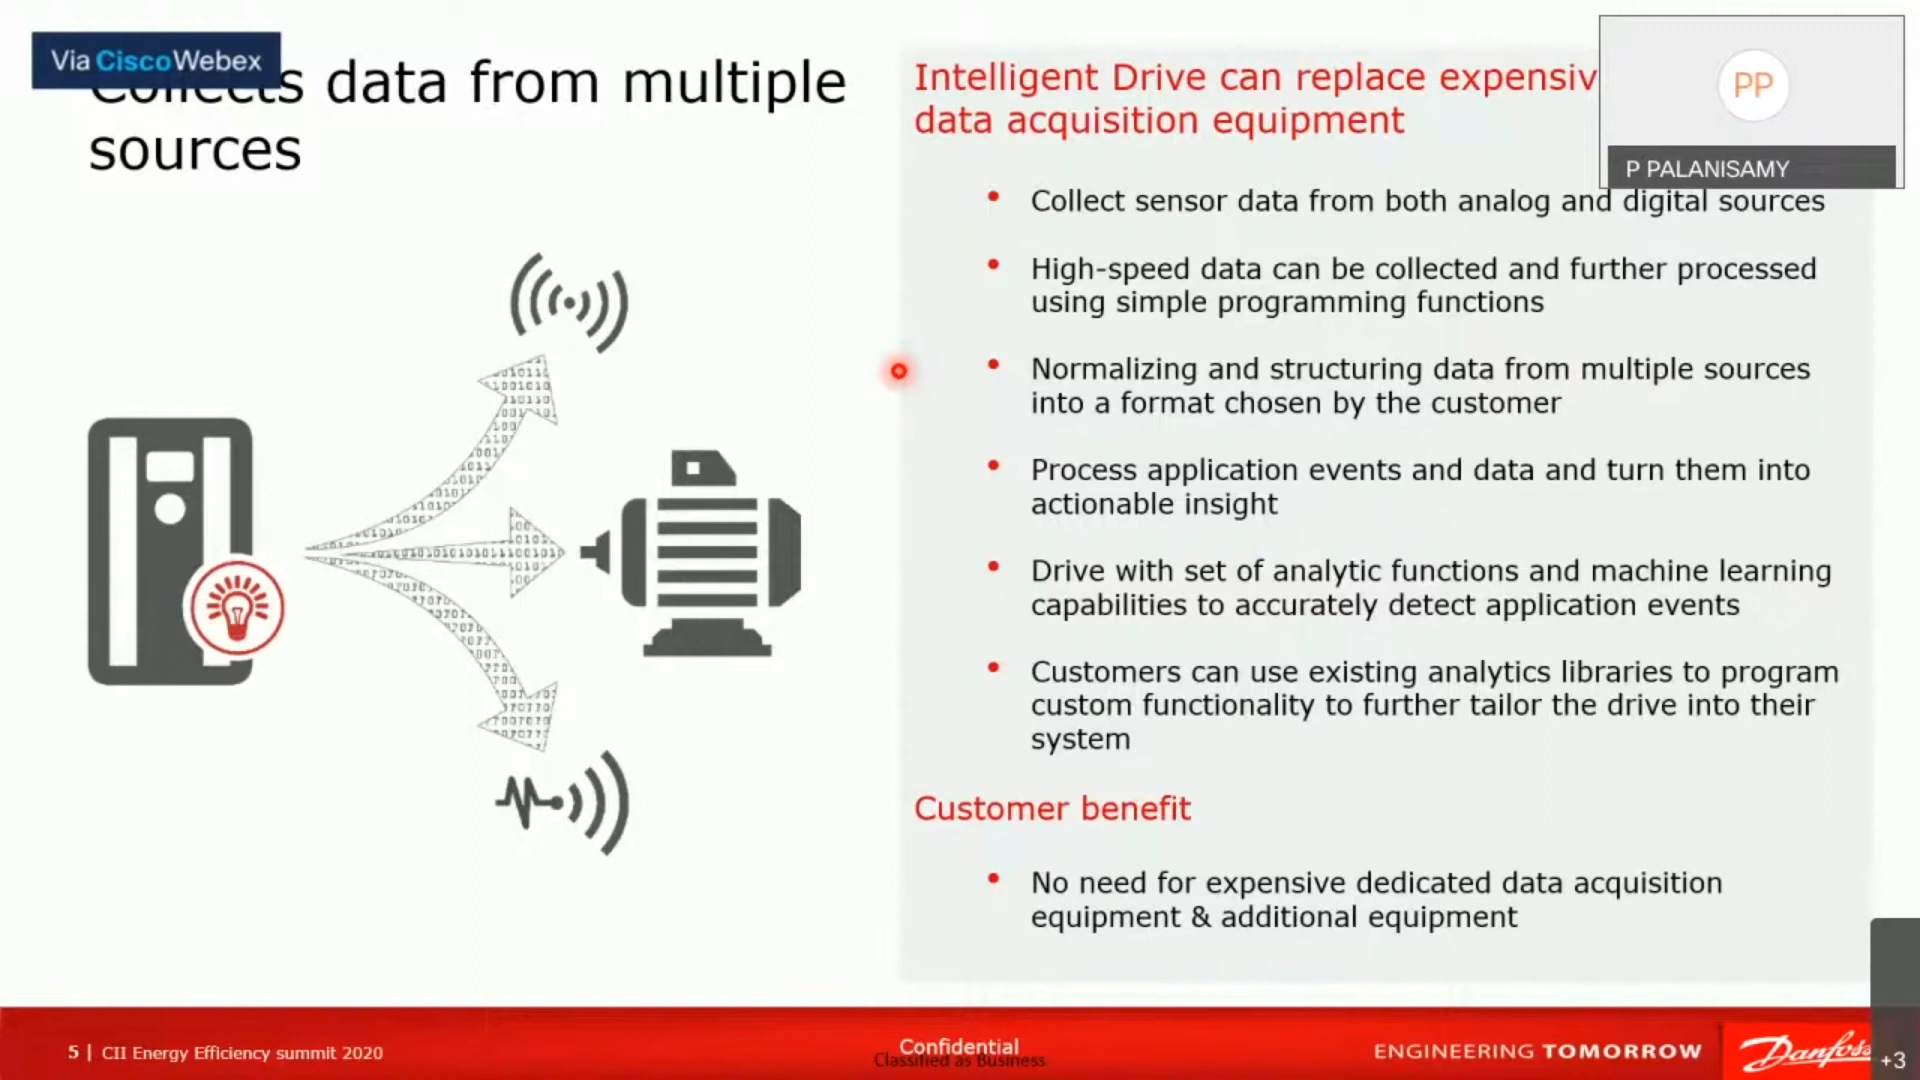 Via CiscoWebex
Collects data from multiple
sources
Intelligent Drive can replace expensiv
data acquisition equipment
PP
P PALANISAMY
• Collect sensor data from both analog and digital sources
• High-speed data can be collected and further processed
using simple programming functions
• Normalizing and structuring data from multiple sources
into a format chosen by the customer
• Process application events and data and turn them into
actionable insight
• Drive with set of analytic functions and machine learning
capabilities to accurately detect application events
• Customers can use existing analytics libraries to program
custom functionality to further tailor the drive into their
system
Customer benefit
• No need for expensive dedicated data acquisition
equipment & additional equipment
5 | CII Energy Efficiency summit 2020
Confidential
Classified as Business
ENGINEERING TOMORROW
Danfoss
+3